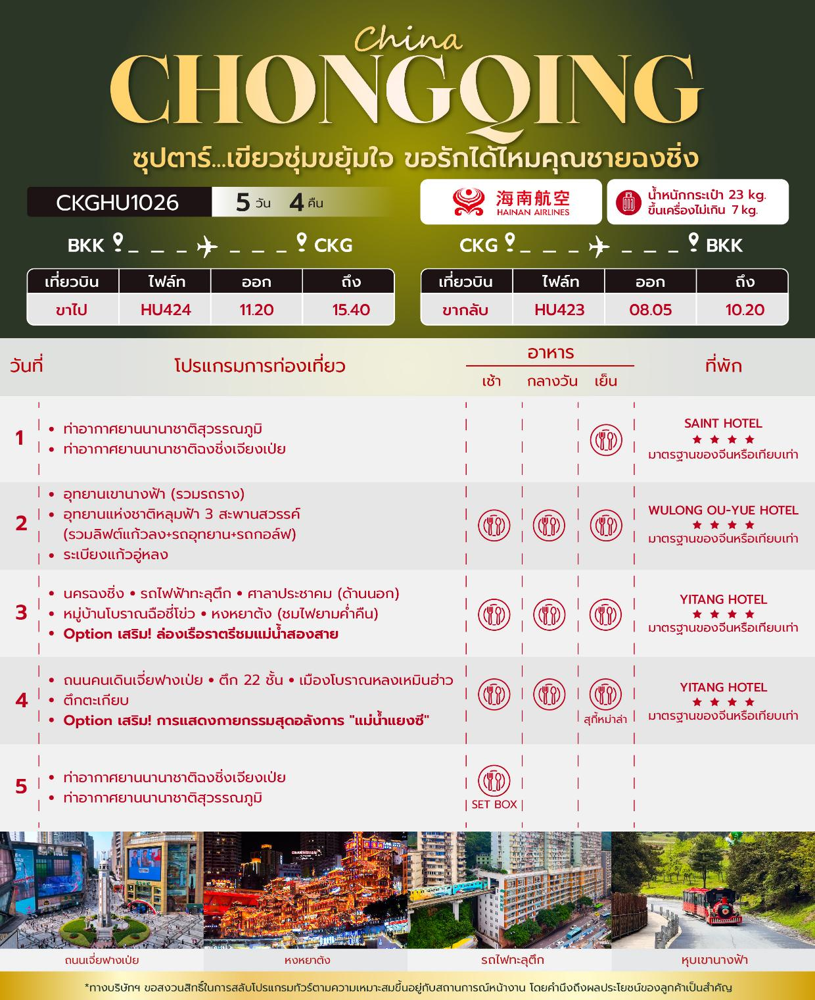 China
CHONGQING
ซุปตาร์...เขียวชุ่มขยุ้มใจ ขอรักได้ไหมคุณชายฉงชิ่ง
CKGHU1026 5 วัน 4 คืน
海南航空
HAINAN AIRLINES
น้ำหนักกระเป๋า 23 kg.
ขึ้นเครื่องไม่เกิน 7 kg.
BKK CKG
เที่ยวบิน ไฟล์ท ออก ถึง
ขาไป HU424 11.20 15.40
CKG BKK
เที่ยวบิน ไฟล์ท ออก ถึง
ขากลับ HU423 08.05 10.20
วันที่ โปรแกรมการท่องเที่ยว อาหาร ที่พัก
เช้า กลางวัน เย็น
1
• ท่าอากาศยานนานาชาติสุวรรณภูมิ
• ท่าอากาศยานนานาชาติฉงชิ่งเจียงเป่ย
SAINT HOTEL
มาตรฐานของจีนหรือเทียบเท่า
2
• อุทยานเขานางฟ้า (รวมรถราง)
• อุทยานแห่งชาติหลุมฟ้า 3 สะพานสวรรค์
(รวมลิฟต์แก้วลง+รถอุทยาน+รถกอล์ฟ)
• ระเบียงแก้วอู่หลง
WULONG OU-YUE HOTEL
มาตรฐานของจีนหรือเทียบเท่า
3
• นครฉงชิ่ง • รถไฟฟ้าทะลุตึก • ศาลาประชาคม (ด้านนอก)
• หมู่บ้านโบราณฉือชี่โข่ว • หงหยาต้ง (ชมไฟยามค่ำคืน)
• Option เสริม! ล่องเรือราตรีชมแม่น้ำสองสาย
YITANG HOTEL
มาตรฐานของจีนหรือเทียบเท่า
4
• ถนนคนเดินเจี่ยฟางเป่ย • ตึก 22 ชั้น • เมืองโบราณหลงเหมินฮ่าว
• ตึกตะเกียบ
• Option เสริม! การแสดงกายกรรมสุดอลังการ "แม่น้ำแยงซี"
สุกี้หม่าล่า
YITANG HOTEL
มาตรฐานของจีนหรือเทียบเท่า
5
• ท่าอากาศยานนานาชาติฉงชิ่งเจียงเป่ย
• ท่าอากาศยานนานาชาติสุวรรณภูมิ
SET BOX
ถนนเจี่ยฟางเป่ย หงหยาตัง รถไฟทะลุตึก หุบเขานางฟ้า
*ทางบริษัทฯ ขอสงวนสิทธิ์ในการสลับโปรแกรมทัวร์ตามความเหมาะสมขึ้นอยู่กับสถานการณ์หน้างาน โดยคำนึงถึงผลประโยชน์ของลูกค้าเป็นสำคัญ